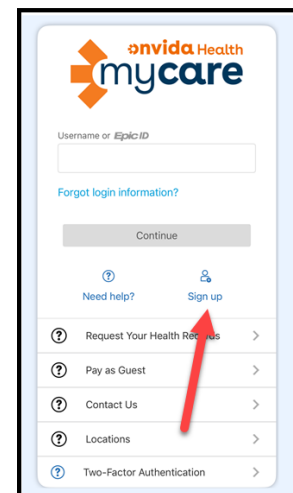 onvida Health
mycare
Username or EpicID
Forgot login information?
Continue
Need help?
Sign up
Request Your Health Records
Pay as Guest
Contact Us
Locations
Two-Factor Authentication